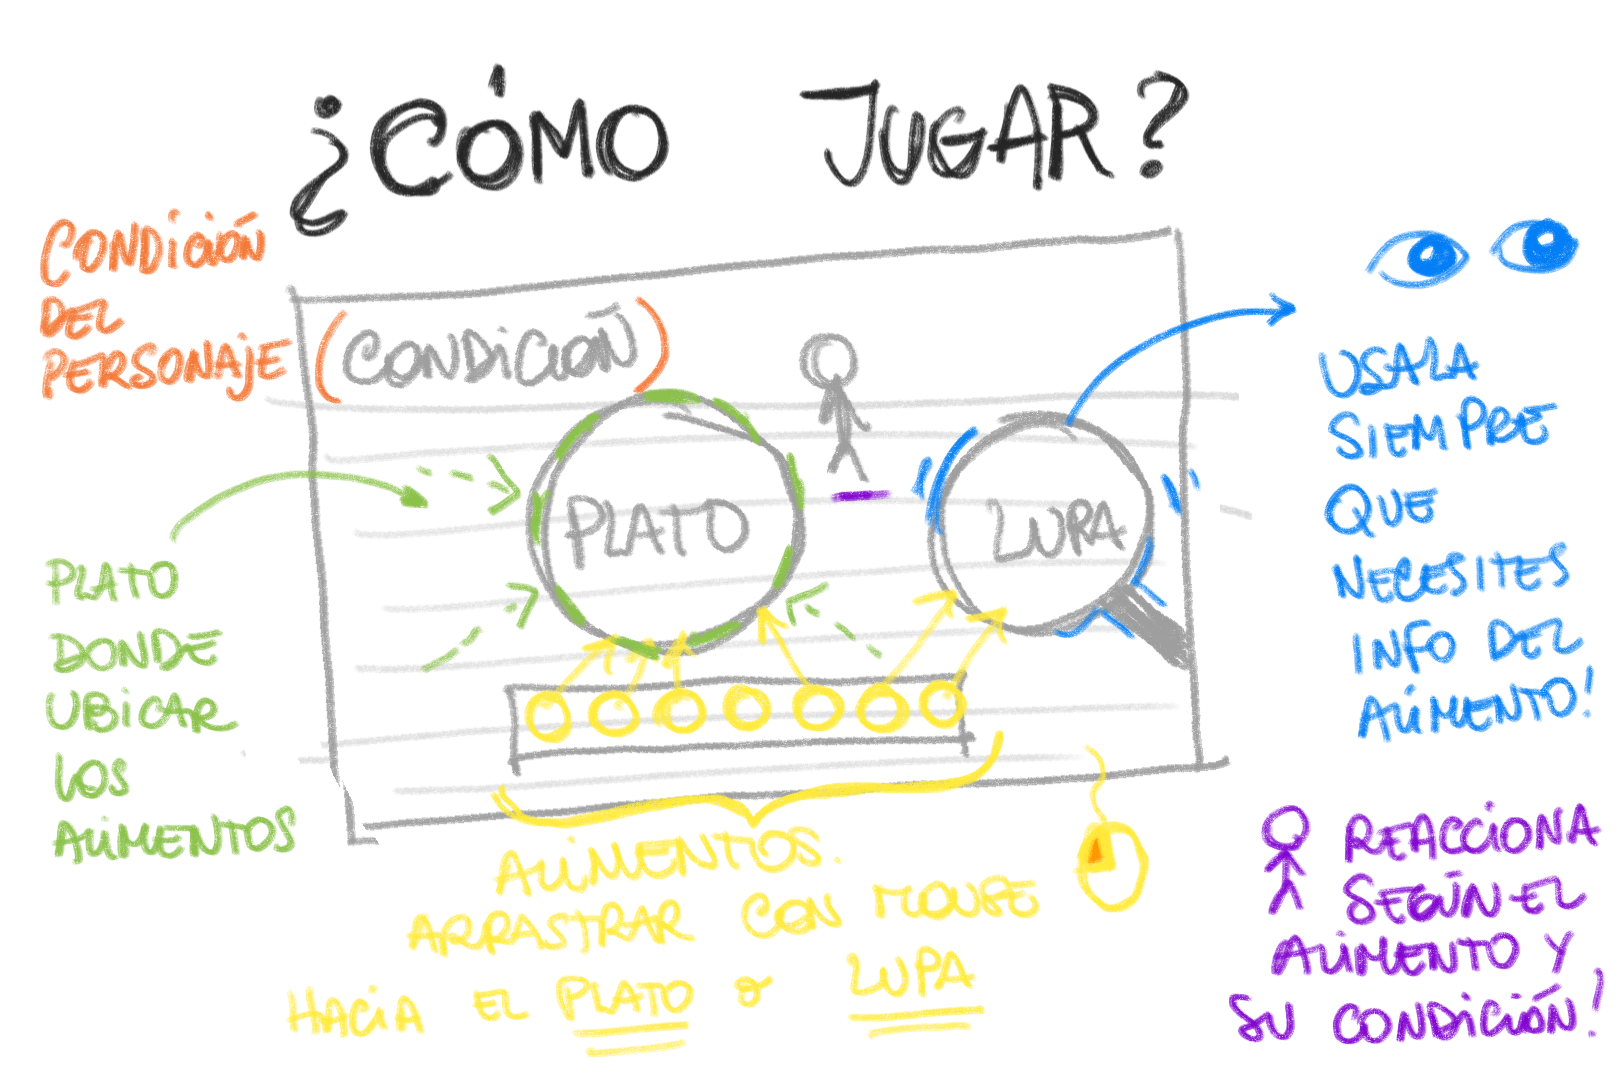 ¿CÓMO JUGAR?
CONDICIÓN
DEL
PERSONAJE
(CONDICIÓN)
PLATO
LUPA
PLATO
DONDE
UBICAR
LOS
ALIMENTOS
USALA
SIEMPRE
QUE
NECESITES
INFO DEL
ALIMENTO!
ALIMENTOS.
ARRASTRAR CON MOUSE
HACIA EL PLATO o LUPA
REACCIONA
SEGÚN EL
ALIMENTO Y
SU CONDICIÓN!